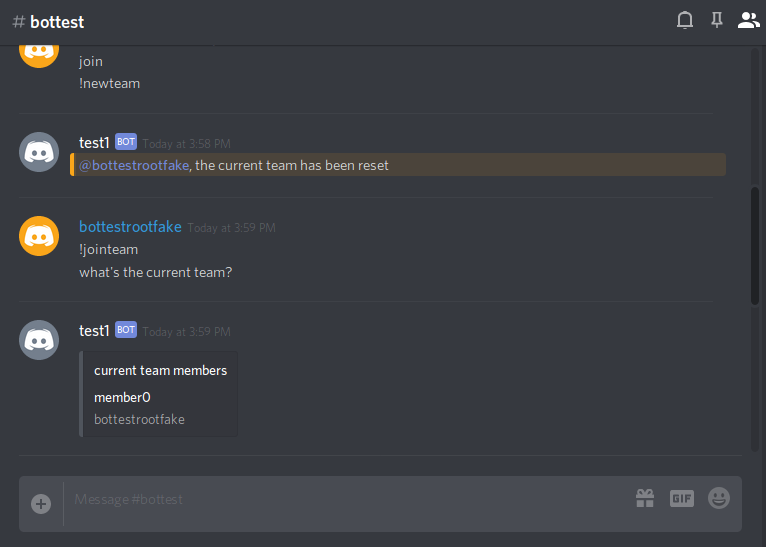 # bottest
join
!newteam
test1 BOT Today at 3:58 PM
@bottestrootfake, the current team has been reset
bottestrootfake Today at 3:59 PM
!jointeam
what's the current team?
test1 BOT Today at 3:59 PM
current team members
member0
bottestrootfake
Message #bottest GIF